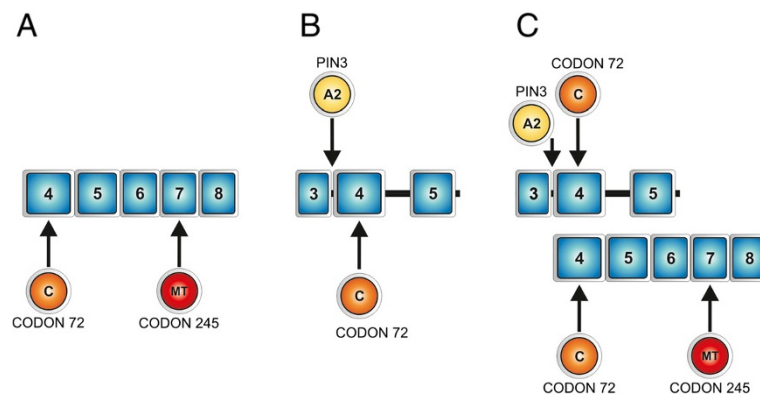 A
B
C
PIN3
A2
CODON 72
C
PIN3
A2
4 5 6 7 8
3 4 5
3 4 5
4 5 6 7 8
C
MT
CODON 72
CODON 245
C
CODON 72
C
MT
CODON 72
CODON 245